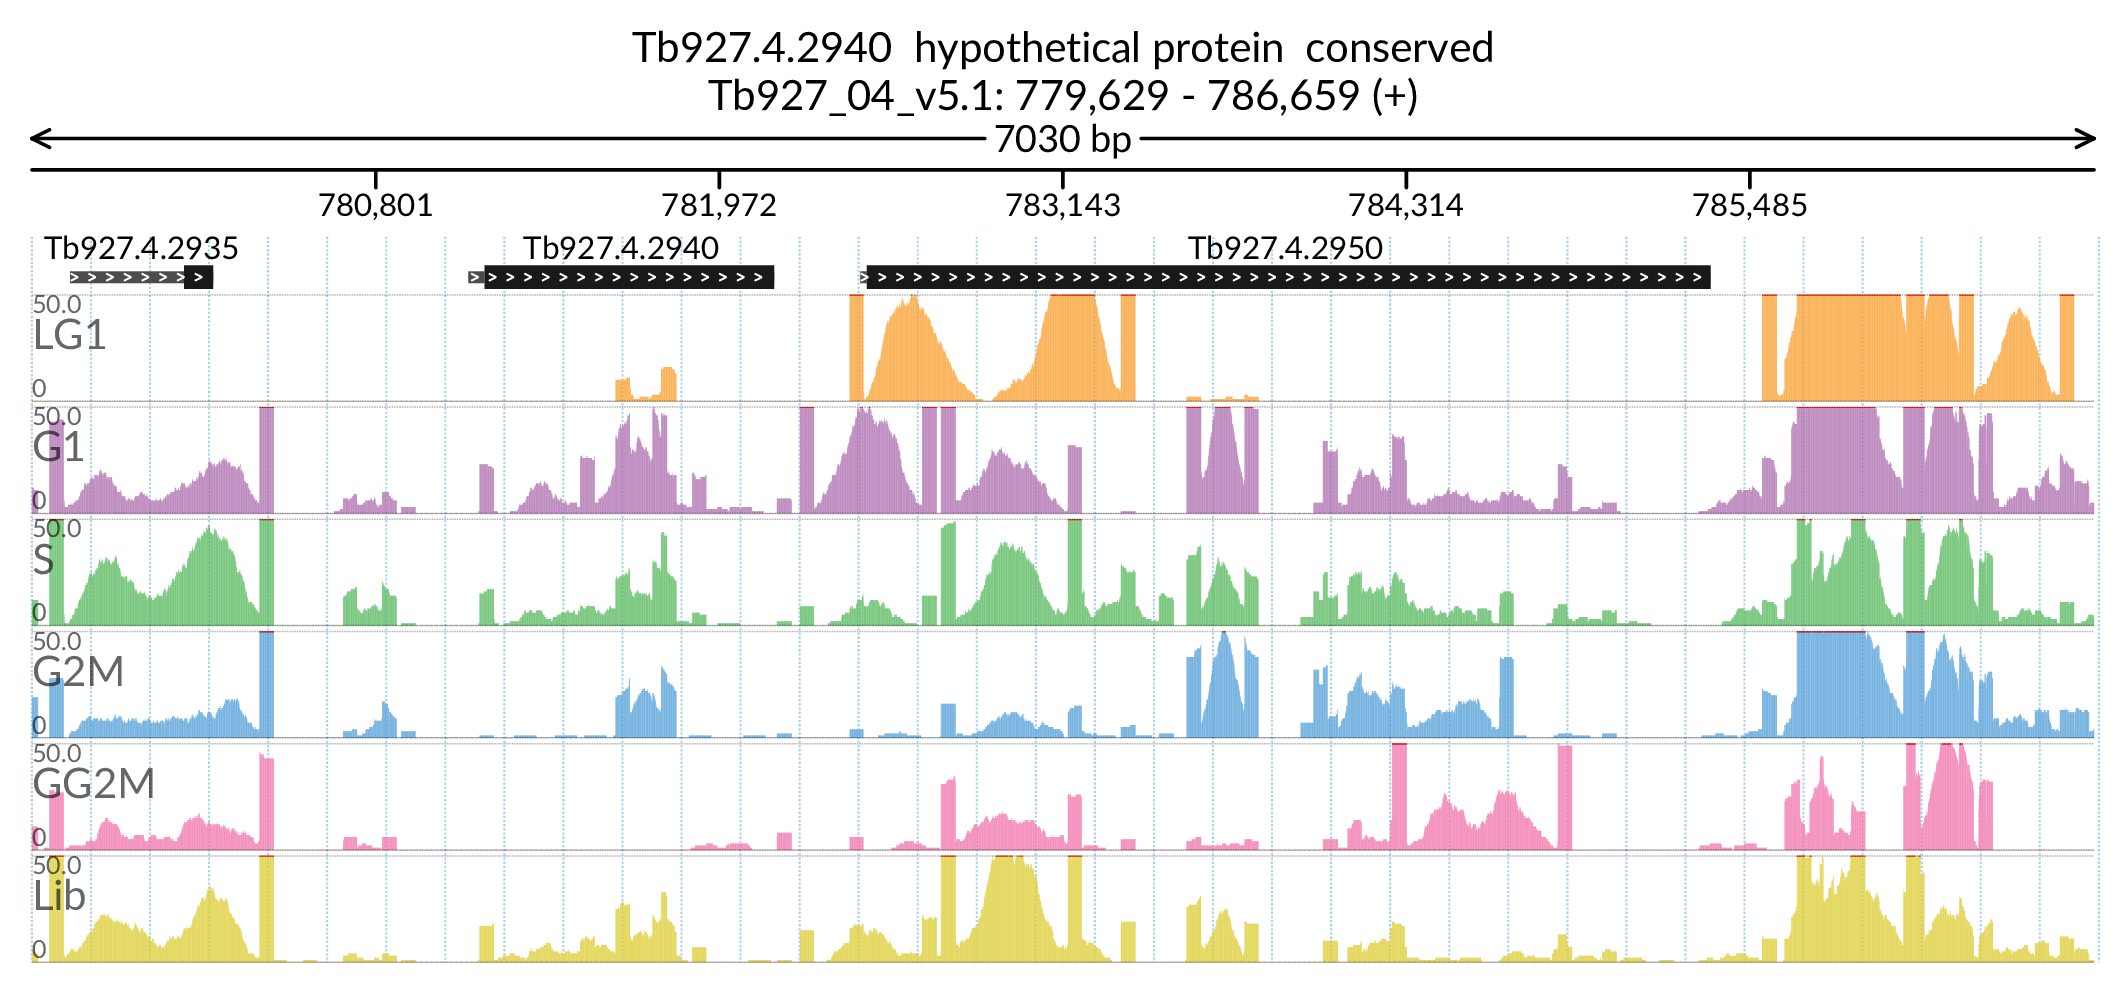 Tb927.4.2940  hypothetical protein  conserved
Tb927_04_v5.1: 779,629 - 786,659 (+)
7030 bp
780,801 781,972 783,143 784,314 785,485
Tb927.4.2935 Tb927.4.2940 Tb927.4.2950
50.0
LG1
0
50.0
G1
0
50.0
S
0
50.0
G2M
0
50.0
GG2M
0
50.0
Lib
0